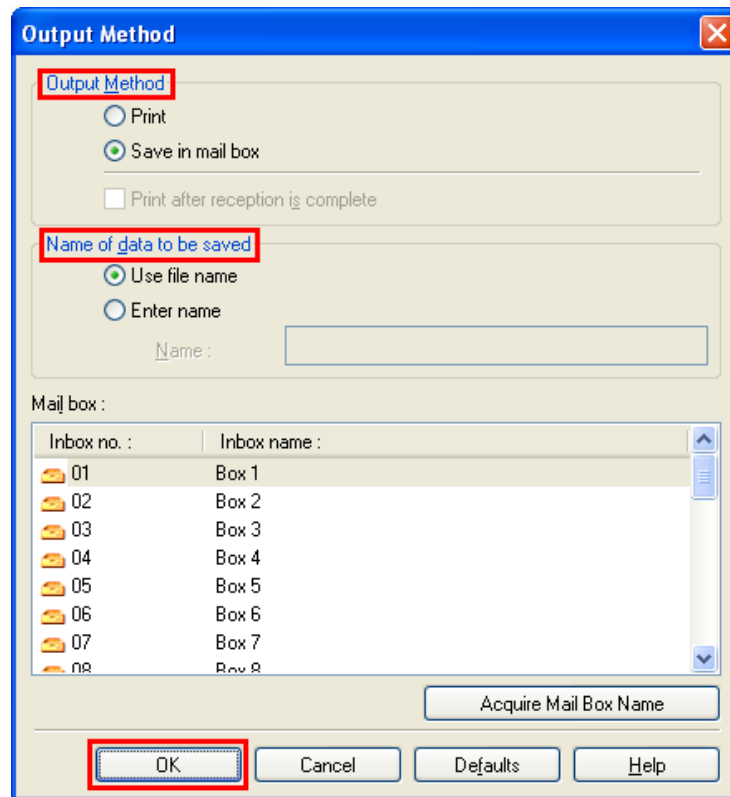 Output Method
Output Method
Print
Save in mail box
Print after reception is complete
Name of data to be saved
Use file name
Enter name
Name :
Mail box :
Inbox no. : Inbox name :
01 Box 1
02 Box 2
03 Box 3
04 Box 4
05 Box 5
06 Box 6
07 Box 7
08 Box 8
Acquire Mail Box Name
OK Cancel Defaults Help